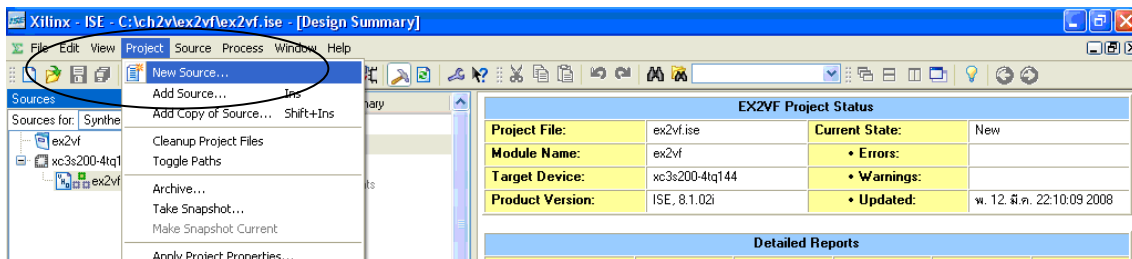 Xilinx - ISE - C:\ch2v\ex2vf\ex2vf.ise - [Design Summary]
File Edit View Project Source Process Window Help
New Source...
Add Source... Ins
Add Copy of Source... Shift+Ins
Cleanup Project Files
Toggle Paths
Archive...
Take Snapshot...
Make Snapshot Current
Apply Project Properties...
Sources
Sources for: Synthe
ex2vf
xc3s200-4tq1
ex2vf
EX2VF Project Status
Project File: ex2vf.ise Current State: New
Module Name: ex2vf • Errors:
Target Device: xc3s200-4tq144 • Warnings:
Product Version: ISE, 8.1.02i • Updated: พ. 12. มี.ค. 22:10:09 2008
Detailed Reports